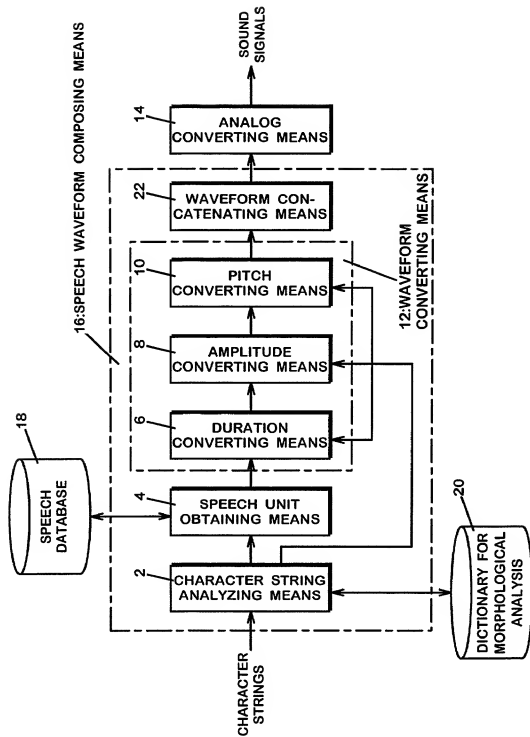 16:SPEECH WAVEFORM COMPOSING MEANS
18
SPEECH
DATABASE
CHARACTER
STRINGS
2
CHARACTER STRING
ANALYZING MEANS
4
SPEECH UNIT
OBTAINING MEANS
6
DURATION
CONVERTING MEANS
8
AMPLITUDE
CONVERTING MEANS
10
PITCH
CONVERTING MEANS
22
WAVEFORM CON-
CATENATING MEANS
14
ANALOG
CONVERTING MEANS
SOUND
SIGNALS
12:WAVEFORM
CONVERTING MEANS
20
DICTIONARY FOR
MORPHOLOGICAL
ANALYSIS